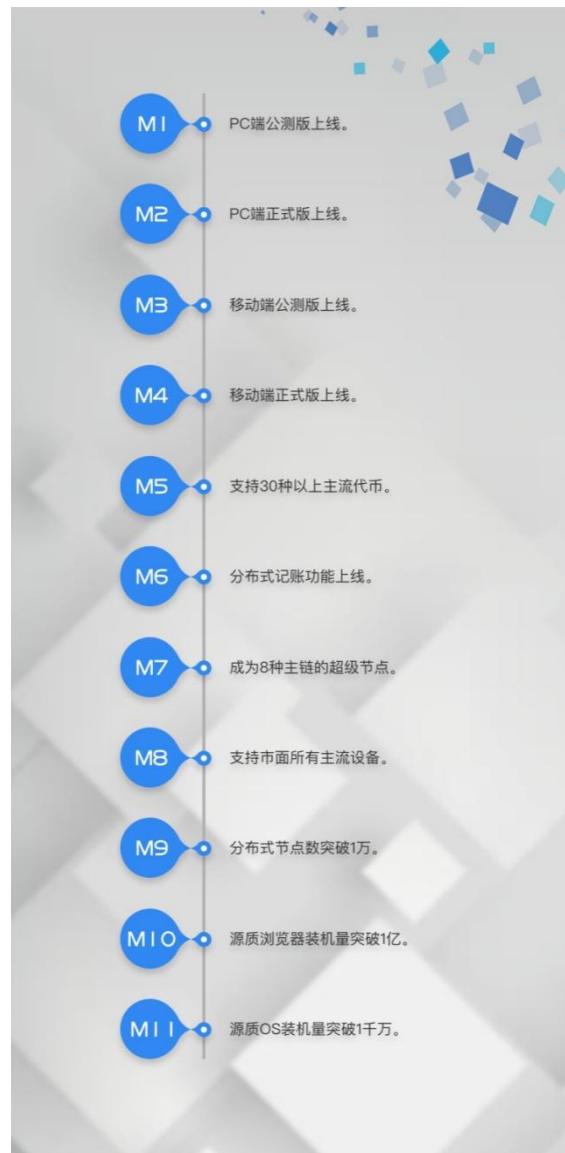 M1 PC端公测版上线。
M2 PC端正式版上线。
M3 移动端公测版上线。
M4 移动端正式版上线。
M5 支持30种以上主流代币。
M6 分布式记账功能上线。
M7 成为8种主链的超级节点。
M8 支持市面所有主流设备。
M9 分布式节点数突破1万。
M10 源质浏览器装机量突破1亿。
M11 源质OS装机量突破1千万。